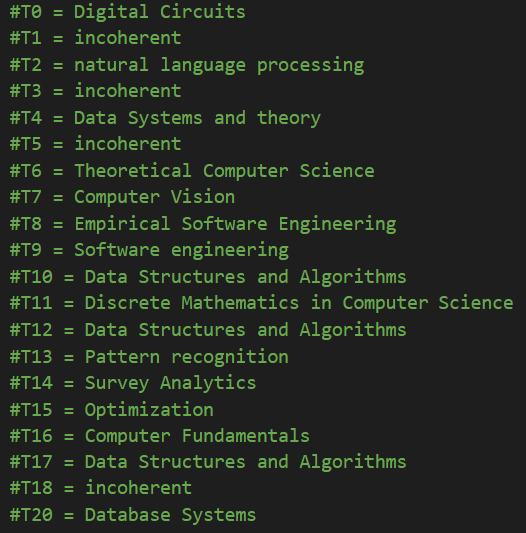 #T0 = Digital Circuits
#T1 = incoherent
#T2 = natural language processing
#T3 = incoherent
#T4 = Data Systems and theory
#T5 = incoherent
#T6 = Theoretical Computer Science
#T7 = Computer Vision
#T8 = Empirical Software Engineering
#T9 = Software engineering
#T10 = Data Structures and Algorithms
#T11 = Discrete Mathematics in Computer Science
#T12 = Data Structures and Algorithms
#T13 = Pattern recognition
#T14 = Survey Analytics
#T15 = Optimization
#T16 = Computer Fundamentals
#T17 = Data Structures and Algorithms
#T18 = incoherent
#T20 = Database Systems